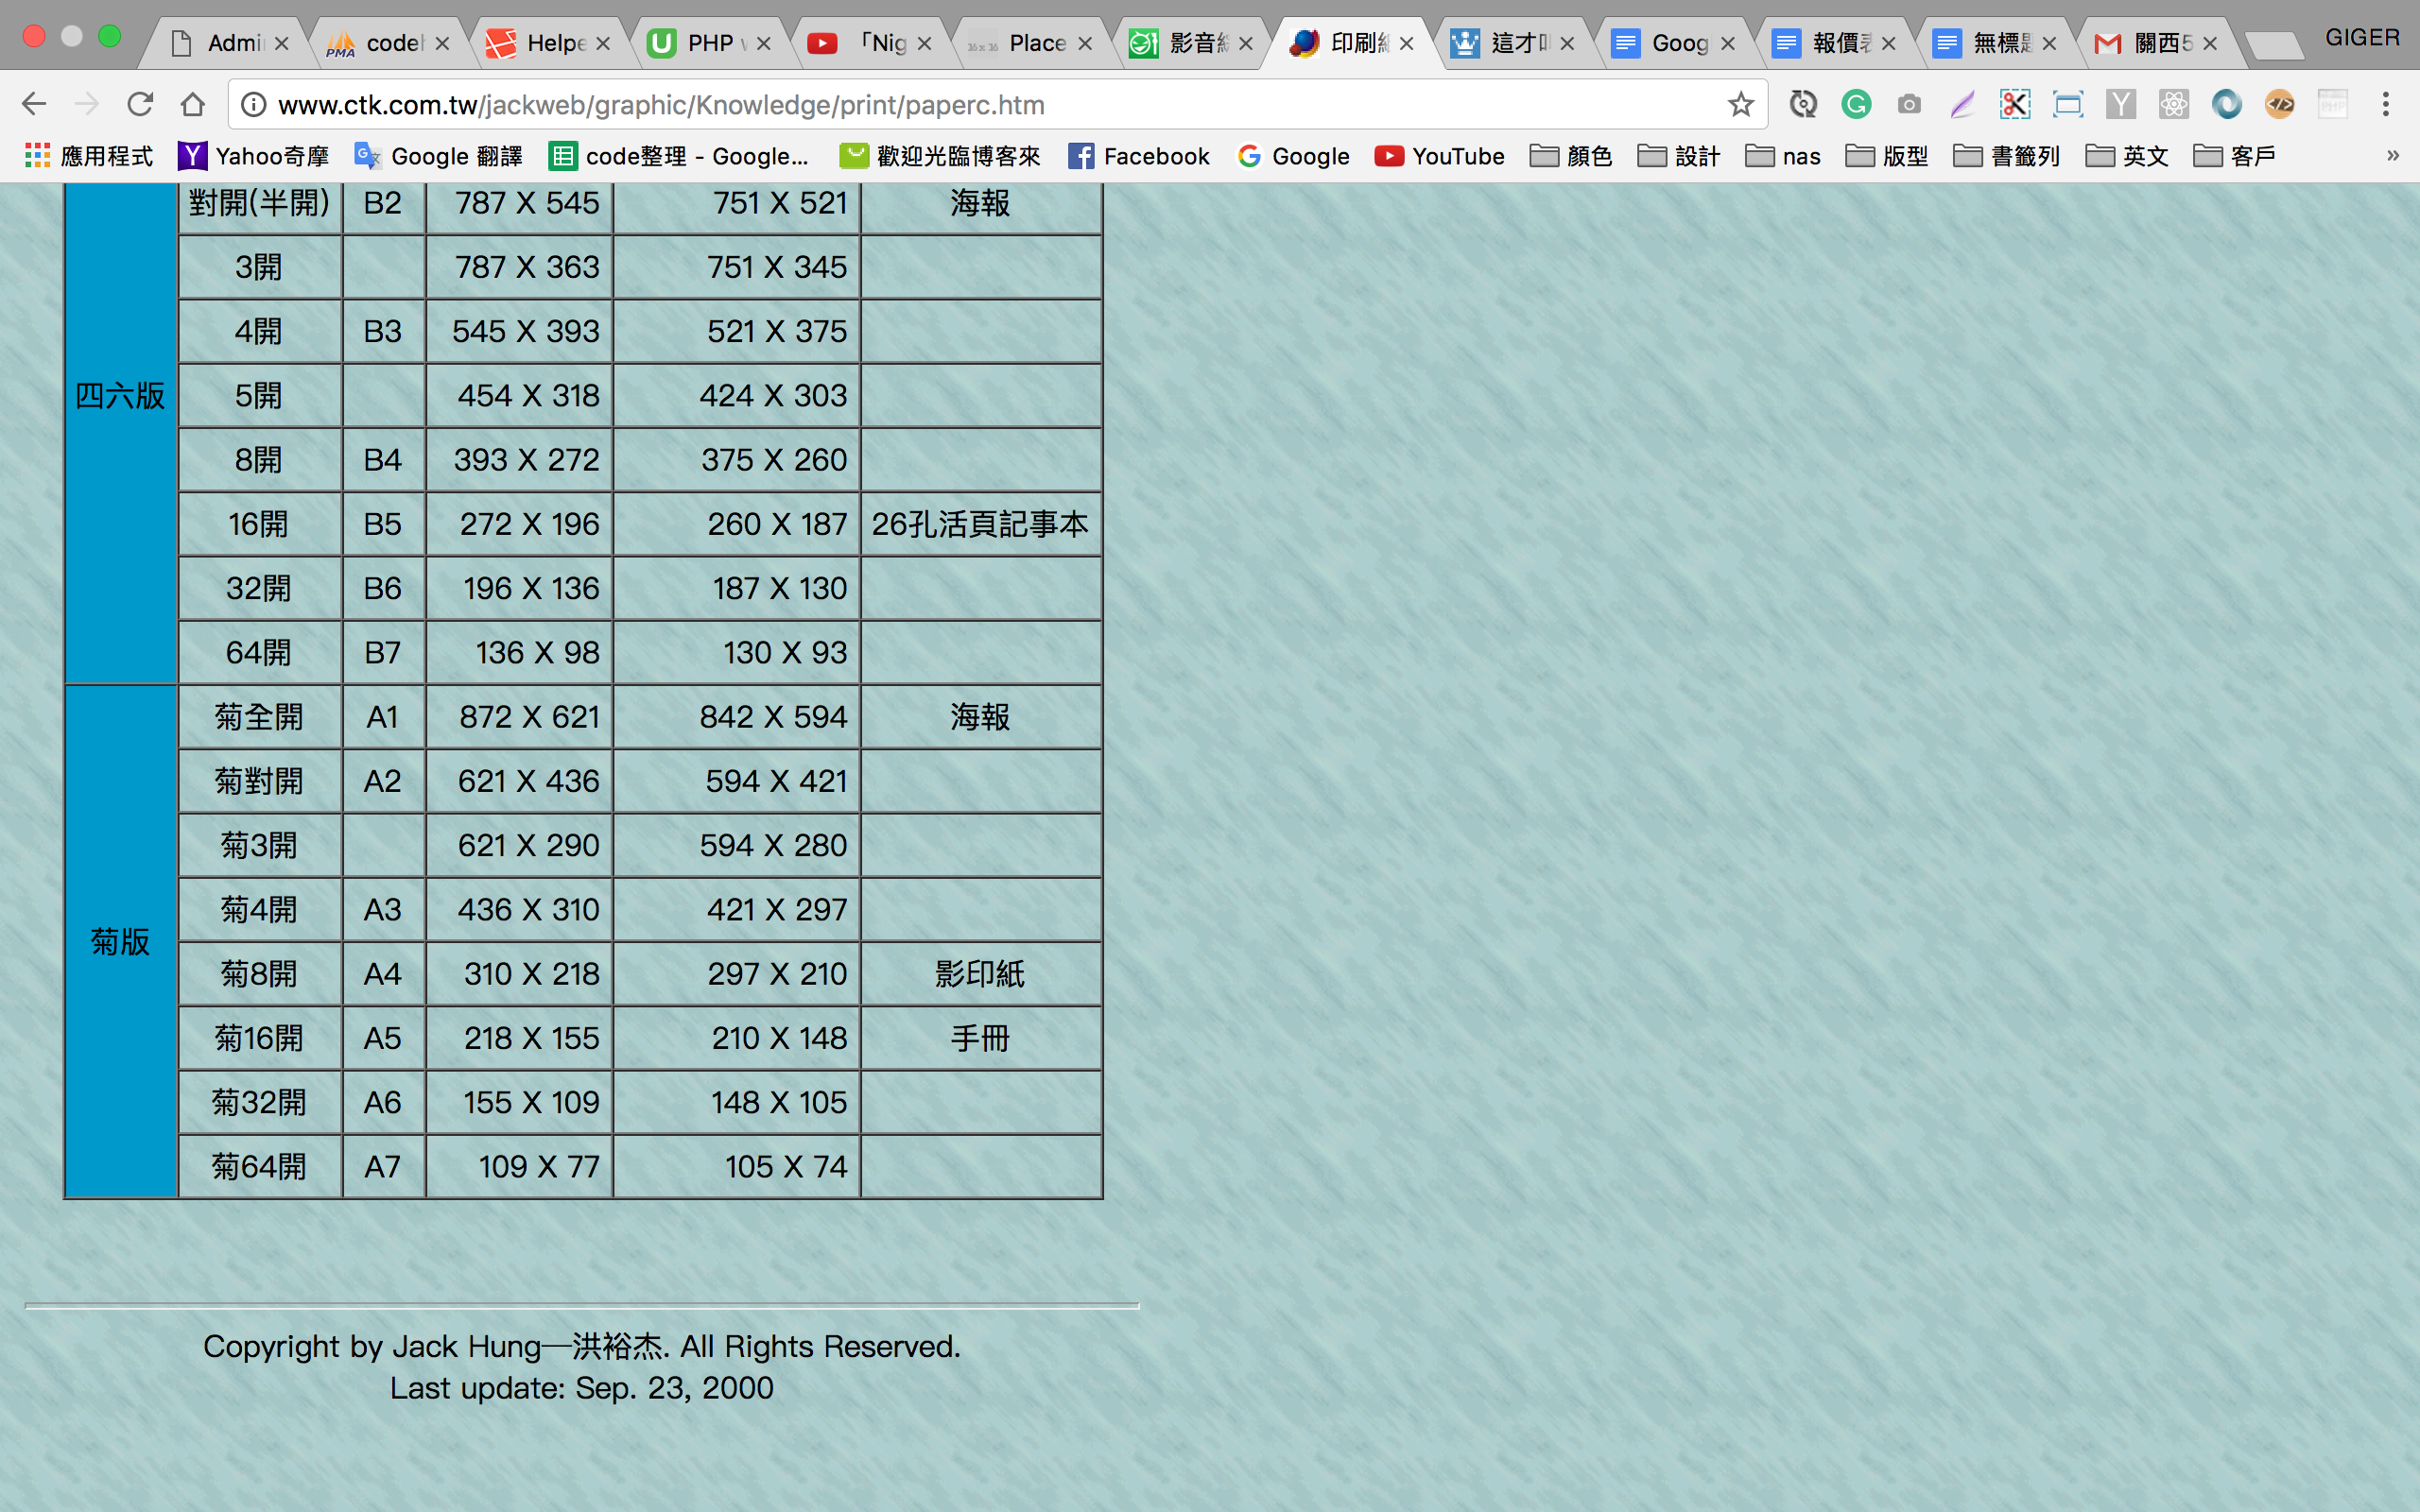 Admi
codeh
Helpe
PHP
「Nig
Place
影音
印刷
這才
Goog
報價
無標
關西5
GIGER
www.ctk.com.tw/jackweb/graphic/Knowledge/print/paperc.htm
應用程式 Yahoo奇摩 Google 翻譯 code整理 - Google... 歡迎光臨博客來 Facebook Google YouTube 顏色 設計 nas 版型 書籤列 英文 客戶 »
四六版
對開(半開) B2 787 X 545 751 X 521 海報
3開 787 X 363 751 X 345
4開 B3 545 X 393 521 X 375
5開 454 X 318 424 X 303
8開 B4 393 X 272 375 X 260
16開 B5 272 X 196 260 X 187 26孔活頁記事本
32開 B6 196 X 136 187 X 130
64開 B7 136 X 98 130 X 93
菊版
菊全開 A1 872 X 621 842 X 594 海報
菊對開 A2 621 X 436 594 X 421
菊3開 621 X 290 594 X 280
菊4開 A3 436 X 310 421 X 297
菊8開 A4 310 X 218 297 X 210 影印紙
菊16開 A5 218 X 155 210 X 148 手冊
菊32開 A6 155 X 109 148 X 105
菊64開 A7 109 X 77 105 X 74
Copyright by Jack Hung—洪裕杰. All Rights Reserved.
Last update: Sep. 23, 2000